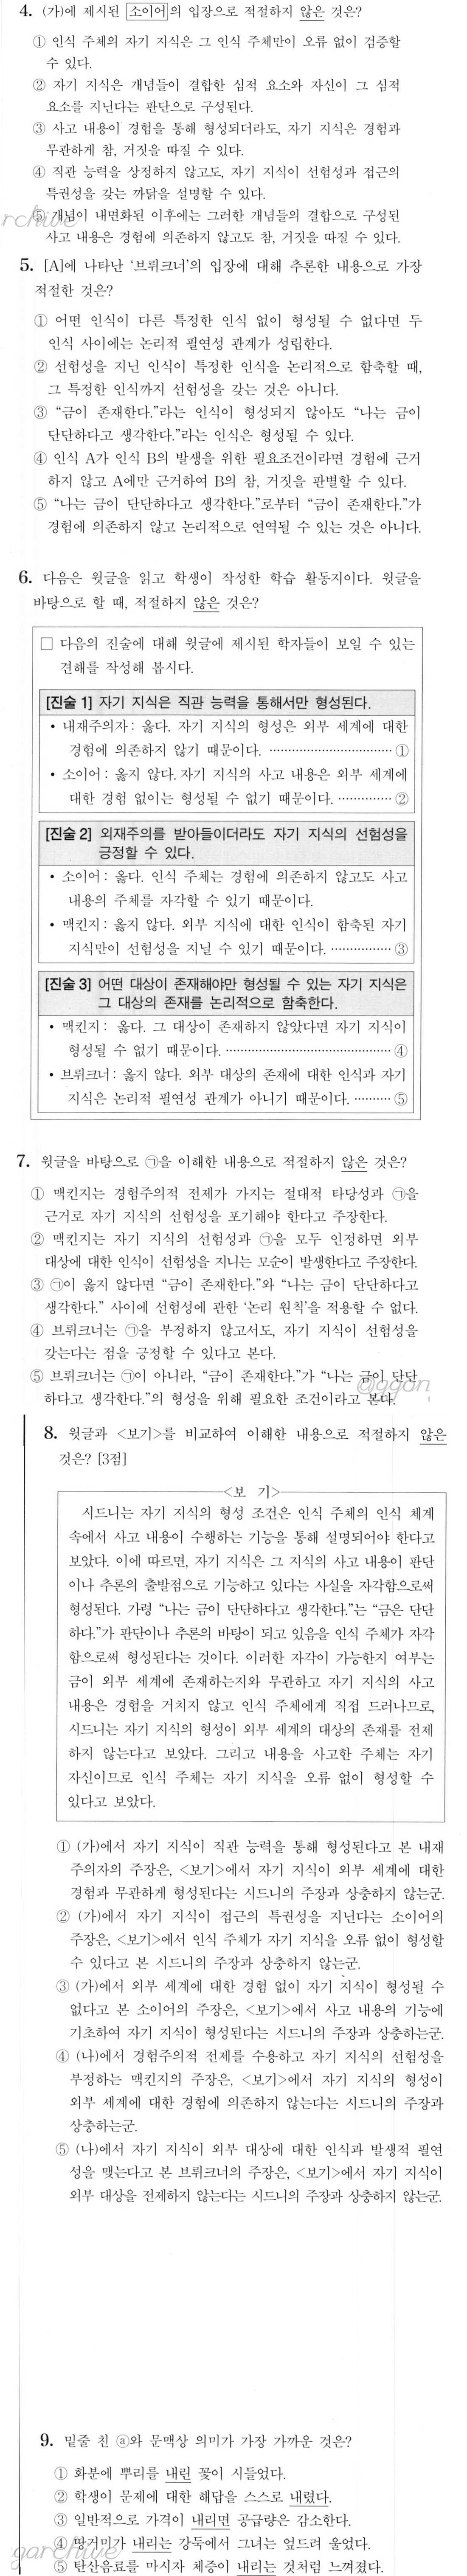 4. (가)에 제시된 소이어의 입장으로 적절하지 않은 것은?
① 인식 주체의 자기 지식은 그 인식 주체만이 오류 없이 검증할
수 있다.
② 자기 지식은 개념들이 결합한 심적 요소와 자신이 그 심적
요소를 지닌다는 판단으로 구성된다.
③ 사고 내용이 경험을 통해 형성되더라도, 자기 지식은 경험과
무관하게 참, 거짓을 따질 수 있다.
④ 직관 능력을 상정하지 않고도, 자기 지식이 선험성과 접근의
특권성을 갖는 까닭을 설명할 수 있다.
⑤ 개념이 내면화된 이후에는 그러한 개념들의 결합으로 구성된
사고 내용은 경험에 의존하지 않고도 참, 거짓을 따질 수 있다.
5. [A]에 나타난 ‘브뤼크너’의 입장에 대해 추론한 내용으로 가장
적절한 것은?
① 어떤 인식이 다른 특정한 인식 없이 형성될 수 없다면 두
인식 사이에는 논리적 필연성 관계가 성립한다.
② 선험성을 지닌 인식이 특정한 인식을 논리적으로 함축할 때,
그 특정한 인식까지 선험성을 갖는 것은 아니다.
③ “금이 존재한다.”라는 인식이 형성되지 않아도 “나는 금이
단단하다고 생각한다.”라는 인식은 형성될 수 있다.
④ 인식 A가 인식 B의 발생을 위한 필요조건이라면 경험에 근거
하지 않고 A에만 근거하여 B의 참, 거짓을 판별할 수 있다.
⑤ “나는 금이 단단하다고 생각한다.”로부터 “금이 존재한다.”가
경험에 의존하지 않고 논리적으로 연역될 수 있는 것은 아니다.
6. 다음은 윗글을 읽고 학생이 작성한 학습 활동지이다. 윗글을
바탕으로 할 때, 적절하지 않은 것은?
□ 다음의 진술에 대해 윗글에 제시된 학자들이 보일 수 있는
견해를 작성해 봅시다.
[진술 1] 자기 지식은 직관 능력을 통해서만 형성된다.
• 내재주의자: 옳다. 자기 지식의 형성은 외부 세계에 대한
경험에 의존하지 않기 때문이다. ································ ①
• 소이어: 옳지 않다. 자기 지식의 사고 내용은 외부 세계에
대한 경험 없이는 형성될 수 없기 때문이다. ·············· ②
[진술 2] 외재주의를 받아들이더라도 자기 지식의 선험성을
긍정할 수 있다.
• 소이어: 옳다. 인식 주체는 경험에 의존하지 않고도 사고
내용의 주체를 자각할 수 있기 때문이다.
• 맥킨지: 옳지 않다. 외부 지식에 대한 인식이 함축된 자기
지식만이 선험성을 지닐 수 있기 때문이다. ················ ③
[진술 3] 어떤 대상이 존재해야만 형성될 수 있는 자기 지식은
그 대상의 존재를 논리적으로 함축한다.
• 맥킨지: 옳다. 그 대상이 존재하지 않았다면 자기 지식이
형성될 수 없기 때문이다. ········································· ④
• 브뤼크너: 옳지 않다. 외부 대상의 존재에 대한 인식과 자기
지식은 논리적 필연성 관계가 아니기 때문이다. ·········· ⑤
7. 윗글을 바탕으로 ㉠을 이해한 내용으로 적절하지 않은 것은?
① 맥킨지는 경험주의적 전제가 가지는 절대적 타당성과 ㉠을
근거로 자기 지식의 선험성을 포기해야 한다고 주장한다.
② 맥킨지는 자기 지식의 선험성과 ㉠을 모두 인정하면 외부
대상에 대한 인식이 선험성을 지니는 모순이 발생한다고 주장한다.
③ ㉠이 옳지 않다면 “금이 존재한다.”와 “나는 금이 단단하다고
생각한다.” 사이에 선험성에 관한 ‘논리 원칙’을 적용할 수 없다.
④ 브뤼크너는 ㉠을 부정하지 않고서도, 자기 지식이 선험성을
갖는다는 점을 긍정할 수 있다고 본다.
⑤ 브뤼크너는 ㉠이 아니라, “금이 존재한다.”가 “나는 금이 단단
하다고 생각한다.”의 형성을 위해 필요한 조건이라고 본다.
8. 윗글과 <보기>를 비교하여 이해한 내용으로 적절하지 않은
것은? [3점]
<보 기>
시드니는 자기 지식의 형성 조건은 인식 주체의 인식 체계
속에서 사고 내용이 수행하는 기능을 통해 설명되어야 한다고
보았다. 이에 따르면, 자기 지식은 그 지식의 사고 내용이 판단
이나 추론의 출발점으로 기능하고 있다는 사실을 자각함으로써
형성된다. 가령 “나는 금이 단단하다고 생각한다.”는 “금은 단단
하다.”가 판단이나 추론의 바탕이 되고 있음을 인식 주체가 자각
함으로써 형성된다는 것이다. 이러한 자각이 가능한지 여부는
금이 외부 세계에 존재하는지와 무관하고 자기 지식의 사고
내용은 경험을 거치지 않고 인식 주체에게 직접 드러나므로,
시드니는 자기 지식의 형성이 외부 세계의 대상의 존재를 전제
하지 않는다고 보았다. 그리고 내용을 사고한 주체는 자기
자신이므로 인식 주체는 자기 지식을 오류 없이 형성할 수
있다고 보았다.
① (가)에서 자기 지식이 직관 능력을 통해 형성된다고 본 내재
주의자의 주장은, <보기>에서 자기 지식이 외부 세계에 대한
경험과 무관하게 형성된다는 시드니의 주장과 상충하지 않는군.
② (가)에서 자기 지식이 접근의 특권성을 지닌다는 소이어의
주장은, <보기>에서 인식 주체가 자기 지식을 오류 없이 형성할
수 있다고 본 시드니의 주장과 상충하지 않는군.
③ (가)에서 외부 세계에 대한 경험 없이 자기 지식이 형성될 수
없다고 본 소이어의 주장은, <보기>에서 사고 내용의 기능에
기초하여 자기 지식이 형성된다는 시드니의 주장과 상충하는군.
④ (나)에서 경험주의적 전제를 수용하고 자기 지식의 선험성을
부정하는 맥킨지의 주장은, <보기>에서 자기 지식의 형성이
외부 세계에 대한 경험에 의존하지 않는다는 시드니의 주장과
상충하는군.
⑤ (나)에서 자기 지식이 외부 대상에 대한 인식과 발생적 필연
성을 맺는다고 본 브뤼크너의 주장은, <보기>에서 자기 지식이
외부 대상을 전제하지 않는다는 시드니의 주장과 상충하지 않는군.
9. 밑줄 친 ⓐ와 문맥상 의미가 가장 가까운 것은?
① 화분에 뿌리를 내린 꽃이 시들었다.
② 학생이 문제에 대한 해답을 스스로 내렸다.
③ 일반적으로 가격이 내리면 공급량은 감소한다.
④ 땅거미가 내리는 강둑에서 그녀는 엎드려 울었다.
⑤ 탄산음료를 마시자 체증이 내리는 것처럼 느껴졌다.
garchive